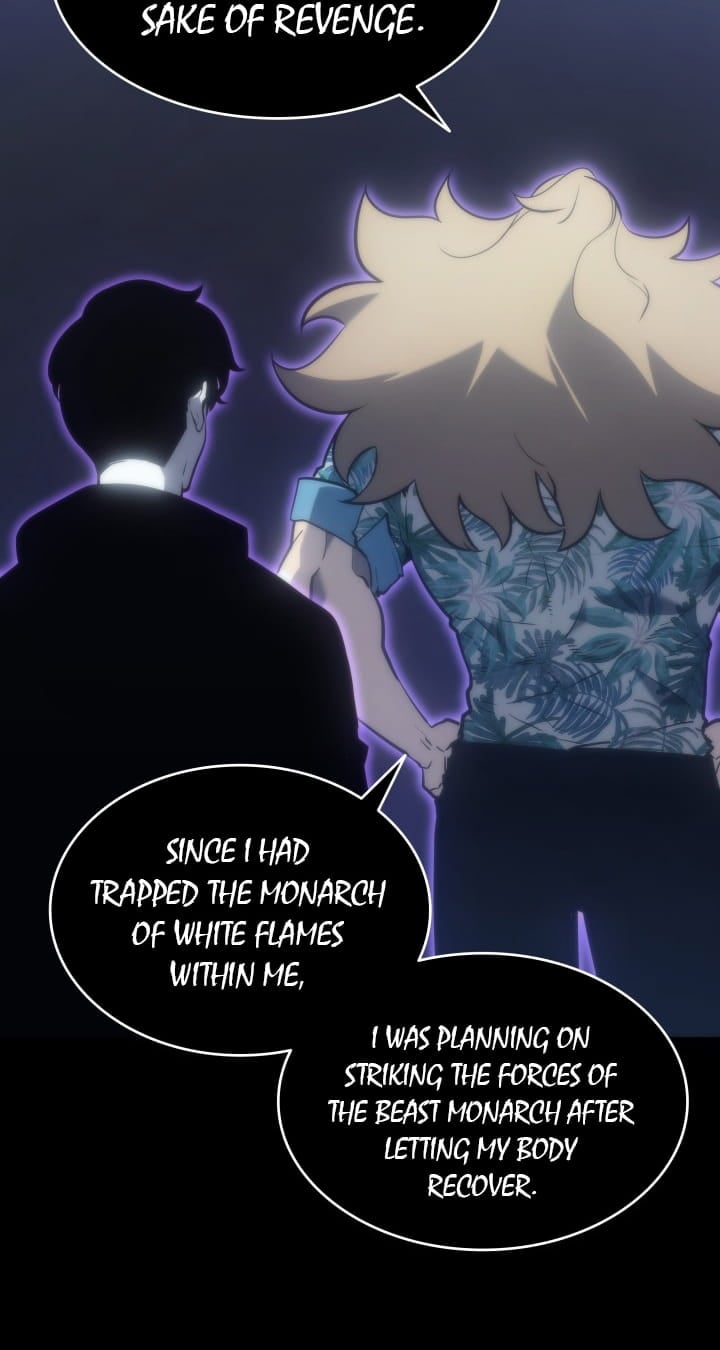 SAKE OF REVENGE.
SINCE I HAD
TRAPPED THE MONARCH
OF WHITE FLAMES
WITHIN ME,
I WAS PLANNING ON
STRIKING THE FORCES OF
THE BEAST MONARCH AFTER
LETTING MY BODY
RECOVER.